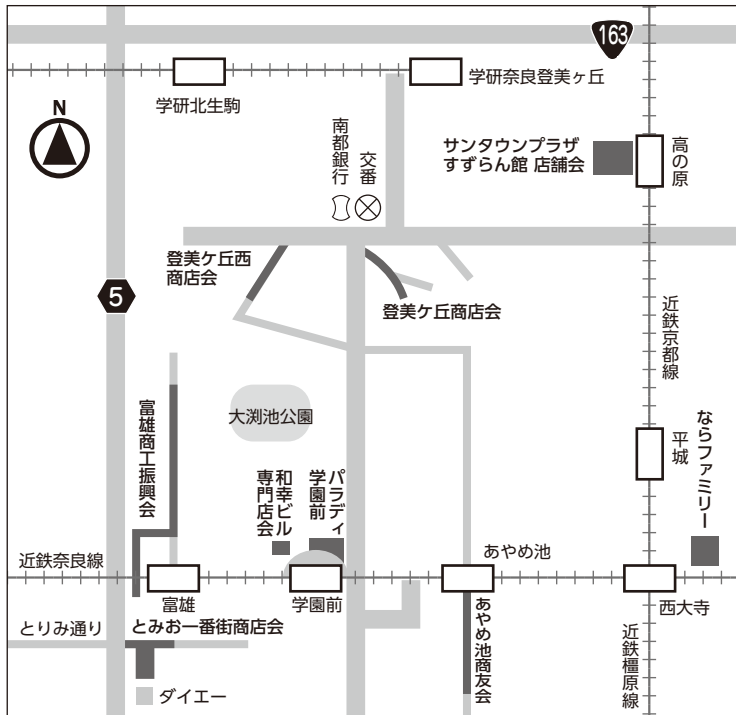 163
学研北生駒
学研奈良登美ヶ丘
N
南都銀行
交番
サンタウンプラザ
すずらん館 店舗会
高の原
登美ケ丘西
商店会
5
登美ケ丘商店会
近鉄京都線
大渕池公園
富雄商工振興会
和幸ビル
専門店会
パラディ
学園前
平城
ならファミリー
近鉄奈良線
あやめ池
富雄
学園前
西大寺
とりみ通り
とみお一番街商店会
あやめ池商友会
近鉄橿原線
ダイエー